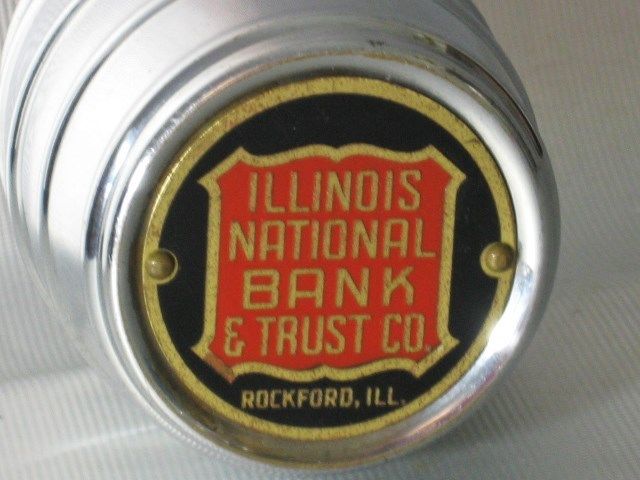 ILLINOIS
NATIONAL
BANK
& TRUST CO.
ROCKFORD, ILL.